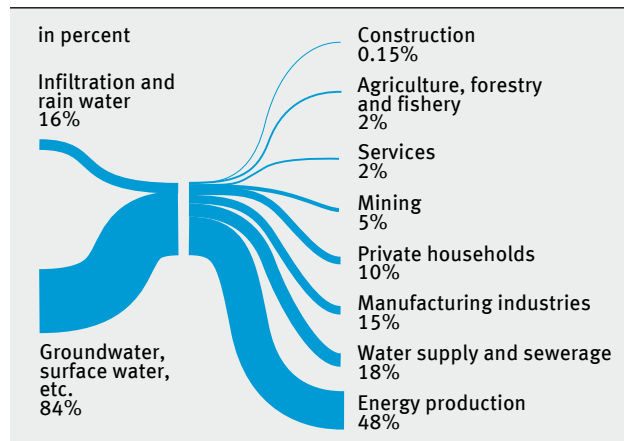 in percent
Infiltration and
rain water
16%
Groundwater,
surface water,
etc.
84%
Construction
0.15%
Agriculture, forestry
and fishery
2%
Services
2%
Mining
5%
Private households
10%
Manufacturing industries
15%
Water supply and sewerage
18%
Energy production
48%